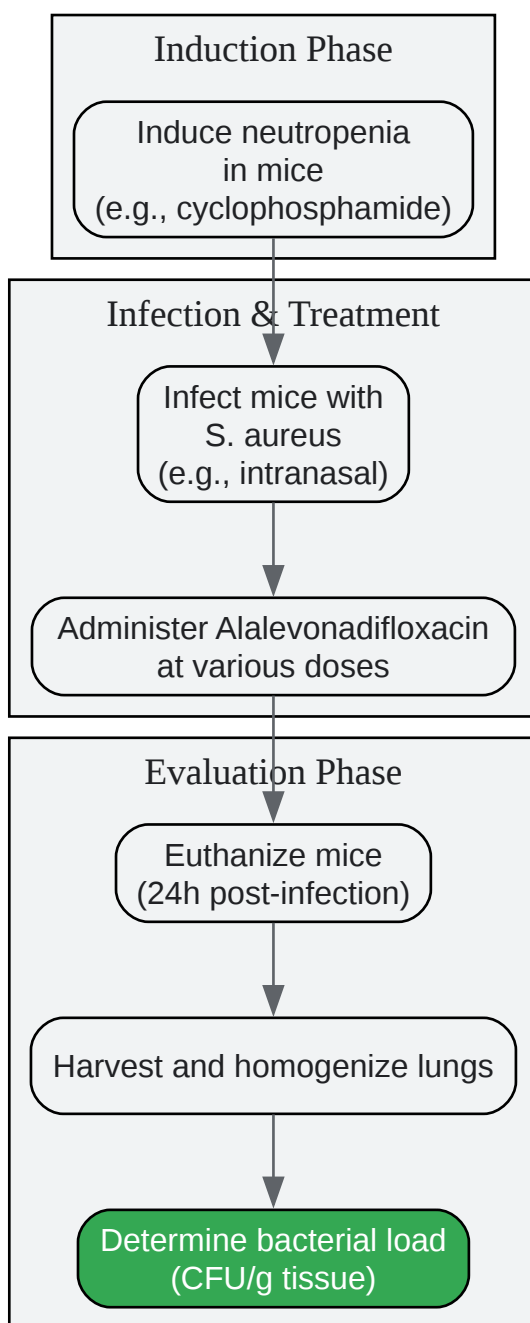 Induction Phase
Induce neutropenia
in mice
(e.g., cyclophosphamide)
Infection & Treatment
Infect mice with
S. aureus
(e.g., intranasal)
Administer Alalevonadifloxacin
at various doses
Evaluation Phase
Euthanize mice
(24h post-infection)
Harvest and homogenize lungs
Determine bacterial load
(CFU/g tissue)